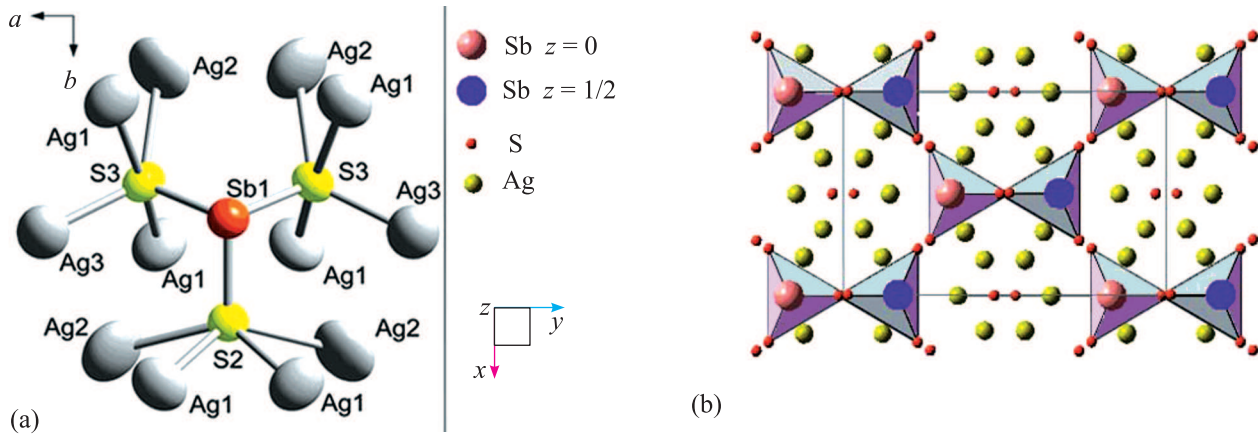 a
b
Ag2
Ag2
Ag1
Ag1
S3
Sb1
S3
Ag3
Ag3
Ag1
Ag1
Ag2
S2
Ag2
Ag1
Ag1
(a)
Sb z = 0
Sb z = 1/2
S
Ag
z
y
x
(b)